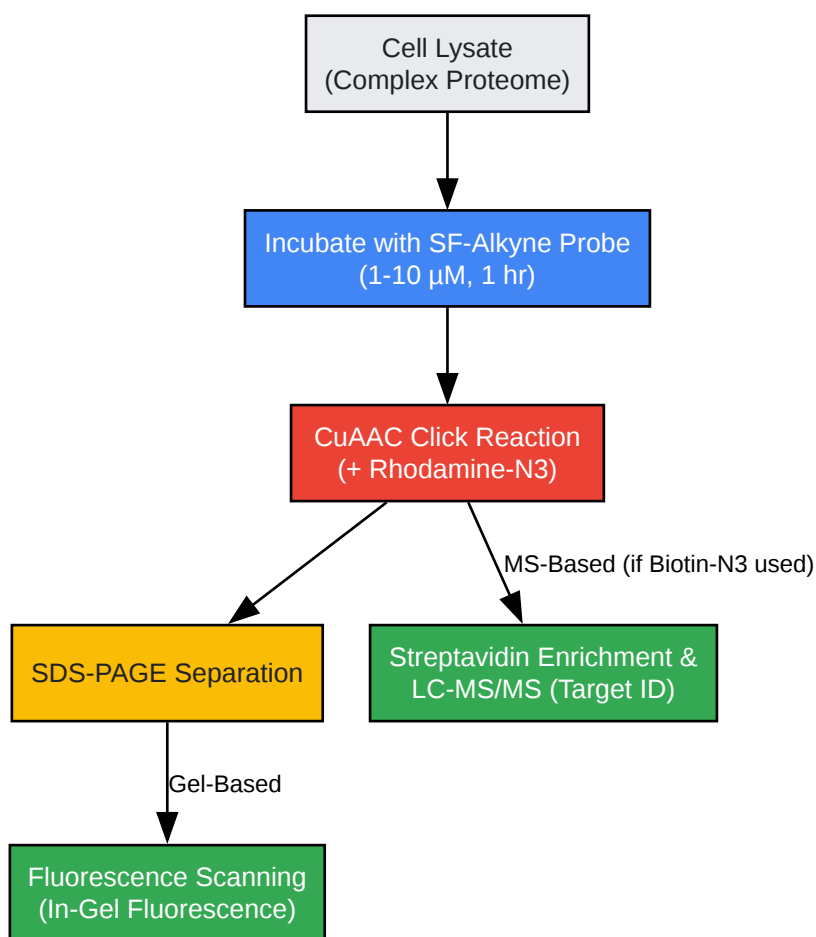 Cell Lysate
(Complex Proteome)
Incubate with SF-Alkyne Probe
(1-10 µM, 1 hr)
CuAAC Click Reaction
(+ Rhodamine-N3)
MS-Based (if Biotin-N3 used)
SDS-PAGE Separation
Streptavidin Enrichment &
LC-MS/MS (Target ID)
Gel-Based
Fluorescence Scanning
(In-Gel Fluorescence)